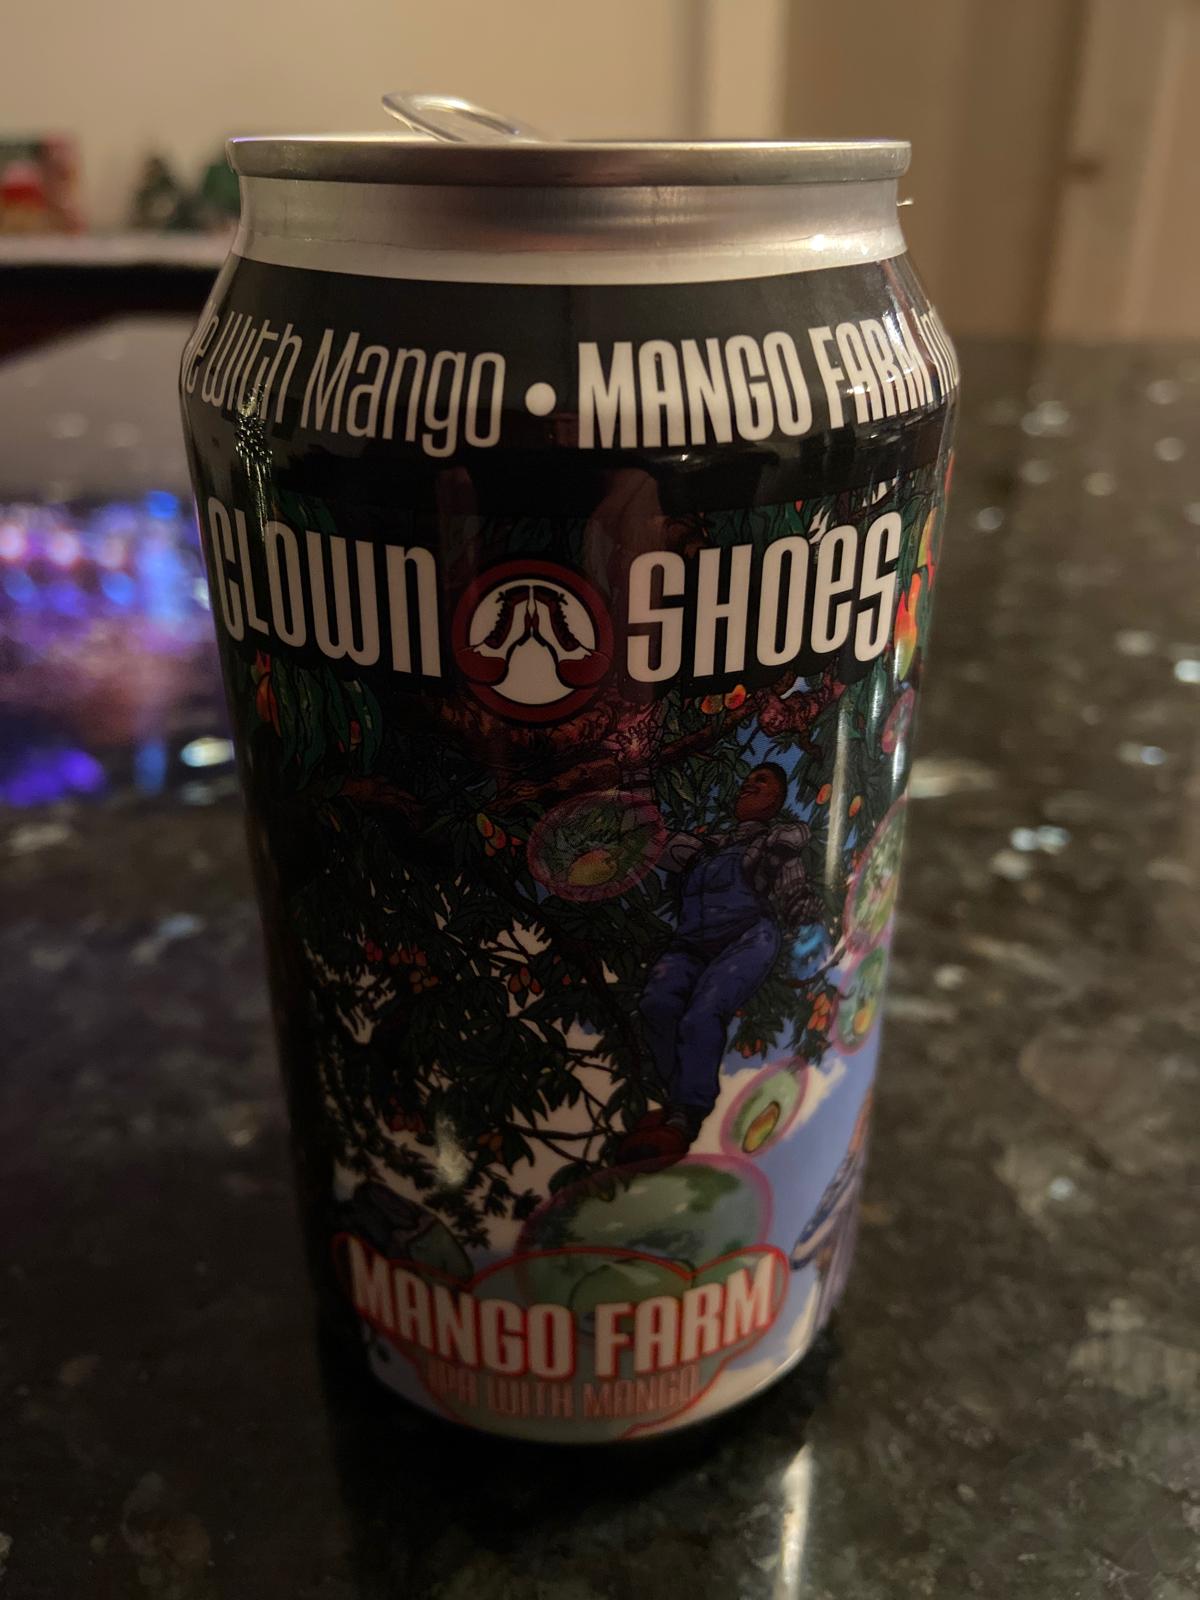 With Mango • MANGO FARM
CLOWN SHOES
MANGO FARM
IPA WITH MANGO